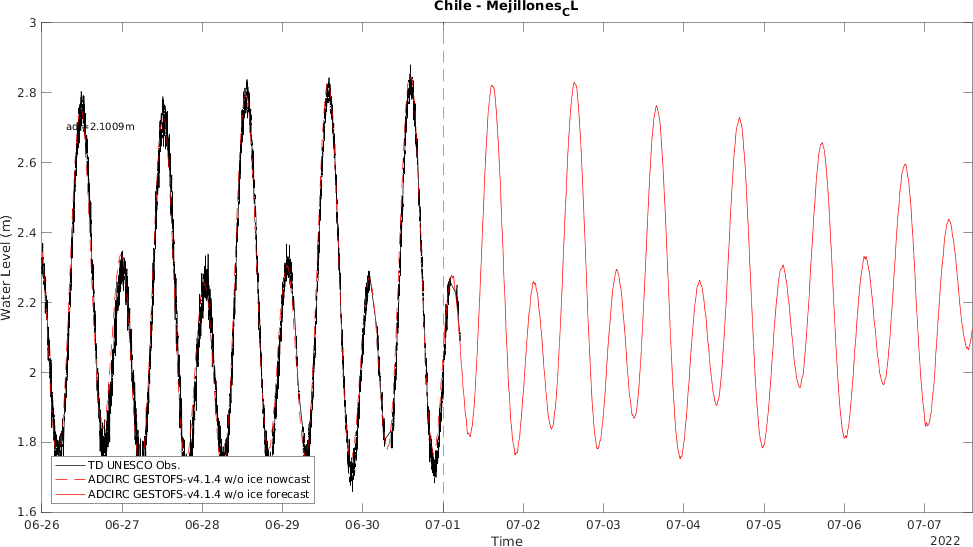 Chile - Mejillones_CL
3
2.8
2.6
2.4
2.2
2
1.8
1.6
Water Level (m)
2.1009m
TD UNESCO Obs.
ADCIRC GESTOFS-v4.1.4 w/o ice nowcast
ADCIRC GESTOFS-v4.1.4 w/o ice forecast
06-26 06-27 06-28 06-29 06-30 07-01 07-02 07-03 07-04 07-05 07-06 07-07
Time
2022